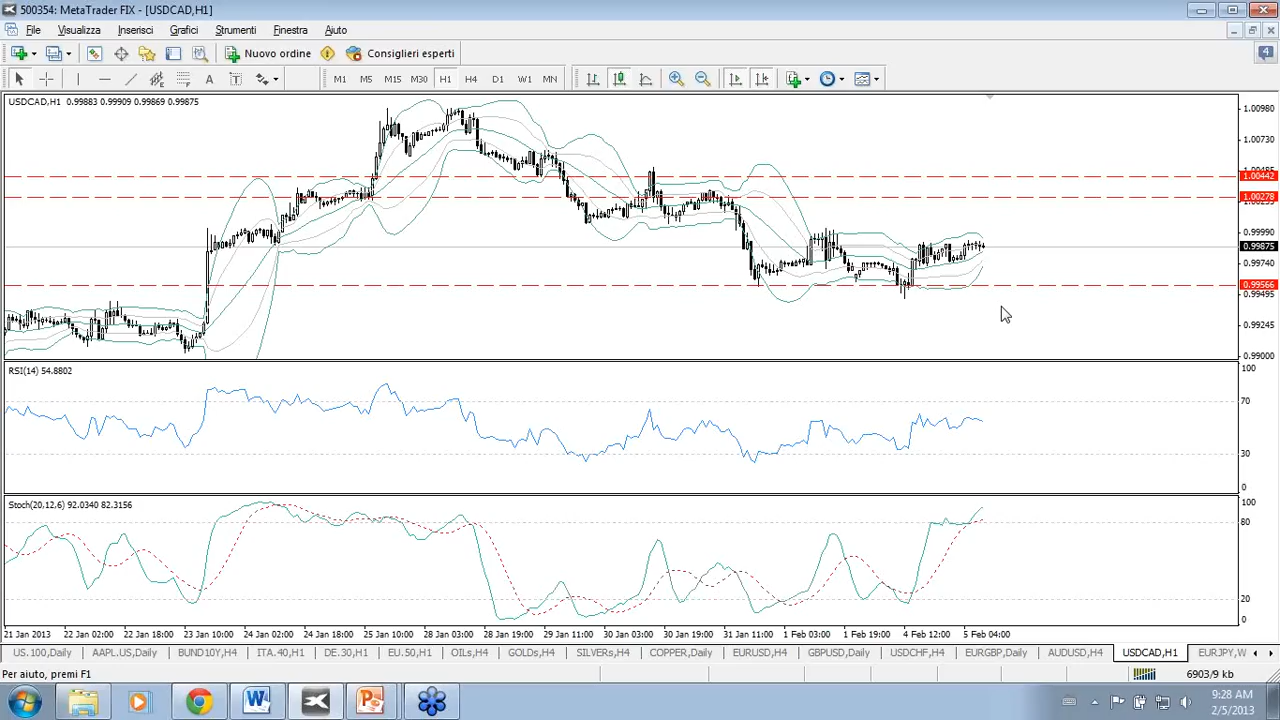 500354: MetaTrader FIX - [USDCAD,H1]
File Visualizza Inserisci Grafici Strumenti Finestra Ajuto
Nuovo ordine Consiglieri esperti 4
A T M1 M5 M15 M30 H1 H4 D1 W1 MN
USDCAD,H1 0.99883 0.99909 0.99869 0.99875
1.00980
1.00730
1.00442
1.00278
0.99990
0.99875
0.99740
0.99566
0.99495
0.99245
0.99000
RSI(14) 54.8802
100
70
30
0
Stoch(20,12,6) 92.0340 82.3156
100
80
20
0
21 Jan 2013 22 Jan 02:00 22 Jan 18:00 23 Jan 10:00 24 Jan 02:00 24 Jan 18:00 25 Jan 10:00 28 Jan 03:00 28 Jan 19:00 29 Jan 11:00 30 Jan 03:00 30 Jan 19:00 31 Jan 11:00 1 Feb 03:00 1 Feb 19:00 4 Feb 12:00 5 Feb 04:00
US.100,Daily AAPL.US,Daily BUND10Y,H4 ITA.40,H1 DE.30,H1 EU.50,H1 OILs,H4 GOLDs,H4 SILVERs,H4 COPPER,Daily EURUSD,H4 GBPUSD,Daily USDCHF,H4 EURGBP,Daily AUDUSD,H4 USDCAD,H1 EURJPY,W
Per aiuto, premi F1 6903/9 kb
9:28 AM
2/5/2013